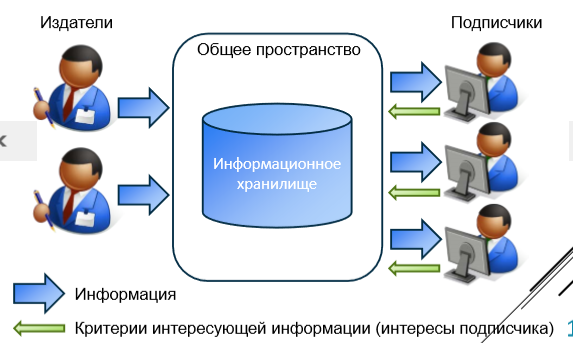 Издатели
Подписчики
Общее пространство
Информационное
хранилище
Информация
Критерии интересующей информации (интересы подписчика)